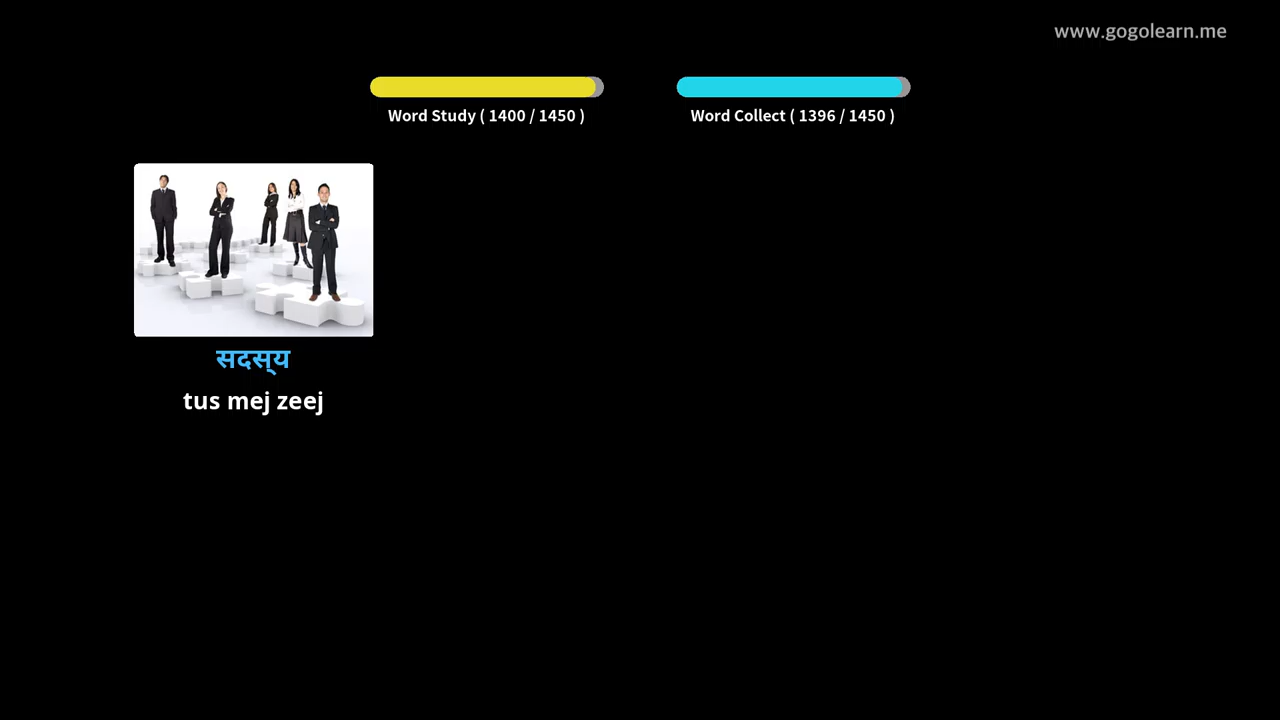 www.gogolearn.me
Word Study ( 1400 / 1450 )
Word Collect ( 1396 / 1450 )
सदस्य
tus mej zeej